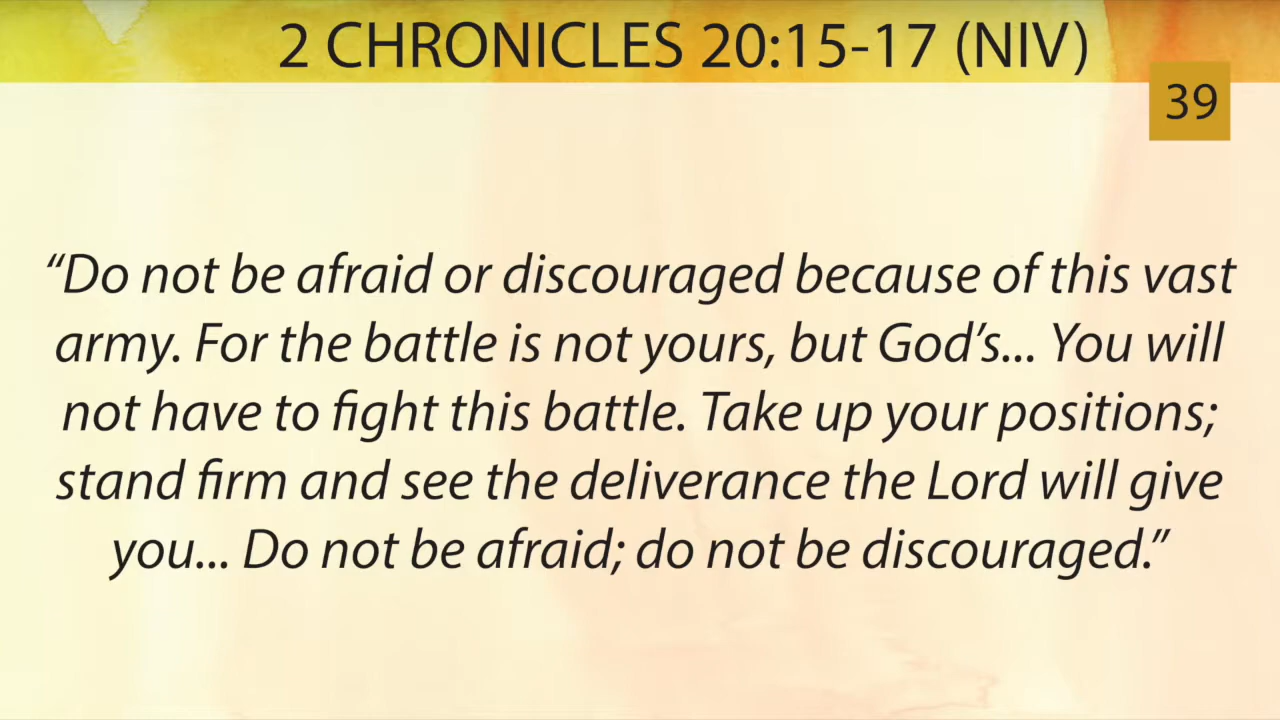 2 CHRONICLES 20:15-17 (NIV)
39
“Do not be afraid or discouraged because of this vast
army. For the battle is not yours, but God’s... You will
not have to fight this battle. Take up your positions;
stand firm and see the deliverance the Lord will give
you... Do not be afraid; do not be discouraged.”